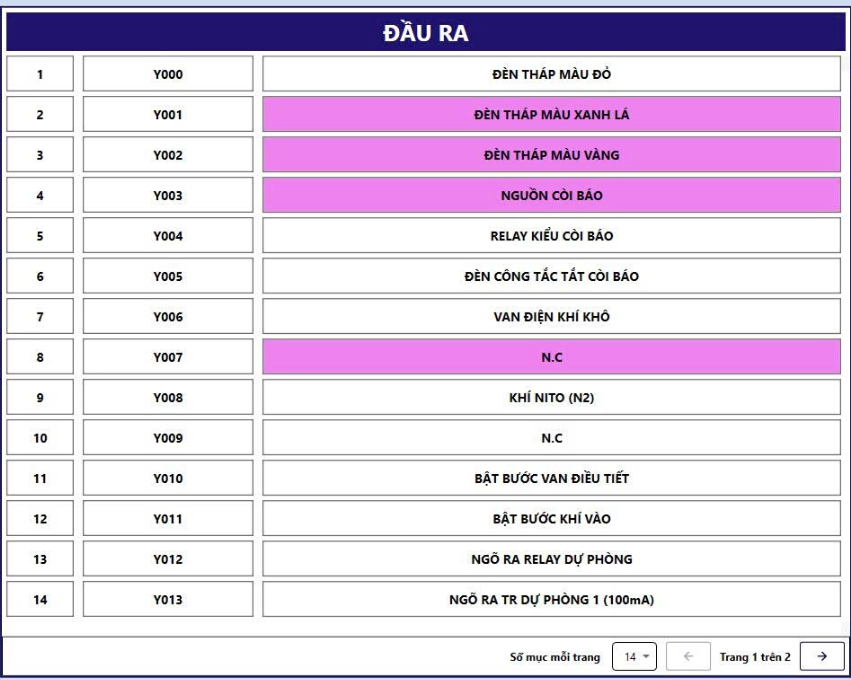 ĐẦU RA
1 Y000 ĐÈN THÁP MÀU ĐỎ
2 Y001 ĐÈN THÁP MÀU XANH LÁ
3 Y002 ĐÈN THÁP MÀU VÀNG
4 Y003 NGUỒN CÒI BÁO
5 Y004 RELAY KIỂU CÒI BÁO
6 Y005 ĐÈN CÔNG TẮC TẮT CÒI BÁO
7 Y006 VAN ĐIỆN KHÍ KHÔ
8 Y007 N.C
9 Y008 KHÍ NITO (N2)
10 Y009 N.C
11 Y010 BẬT BƯỚC VAN ĐIỀU TIẾT
12 Y011 BẬT BƯỚC KHÍ VÀO
13 Y012 NGÕ RA RELAY DỰ PHÒNG
14 Y013 NGÕ RA TR DỰ PHÒNG 1 (100mA)
Số mục mỗi trang 14 Trang 1 trên 2